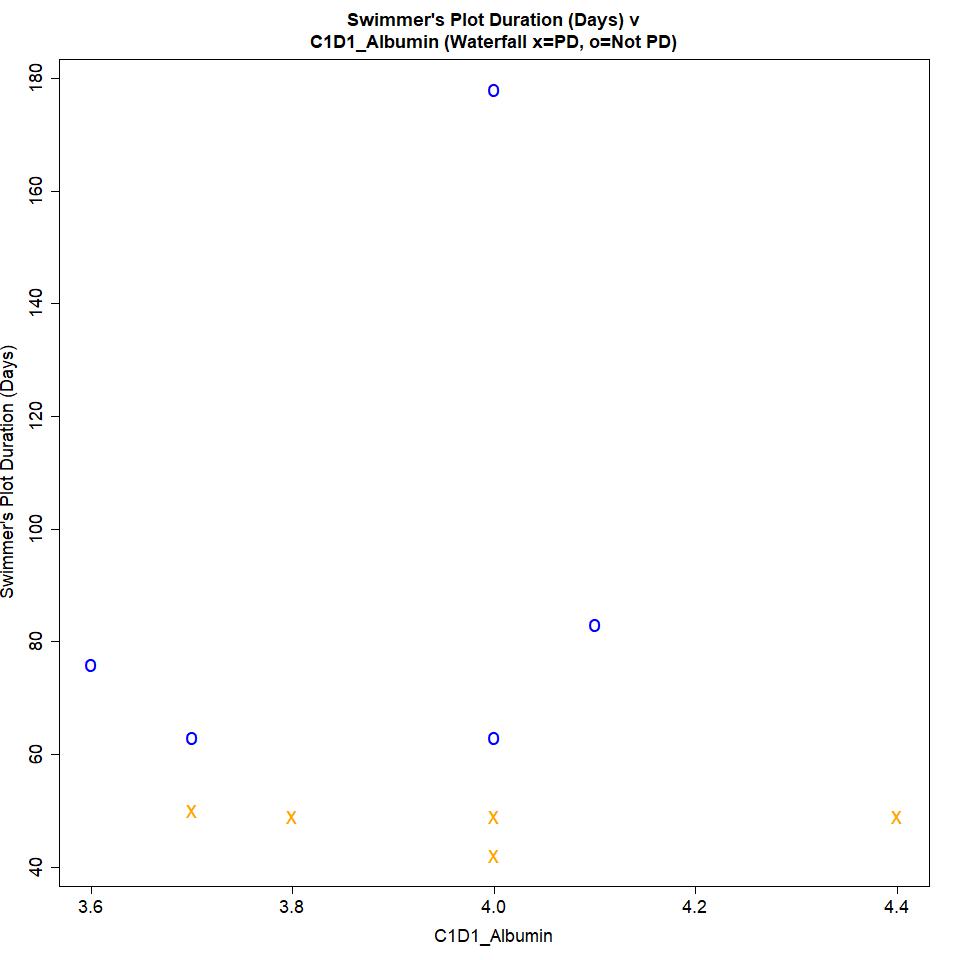 Swimmer's Plot Duration (Days) v
C1D1_Albumin (Waterfall x=PD, o=Not PD)
Swimmer's Plot Duration (Days)
180
160
140
120
100
80
60
40
o
o
o
o
o
x
x
x
x
x
3.6 3.8 4.0 4.2 4.4
C1D1_Albumin